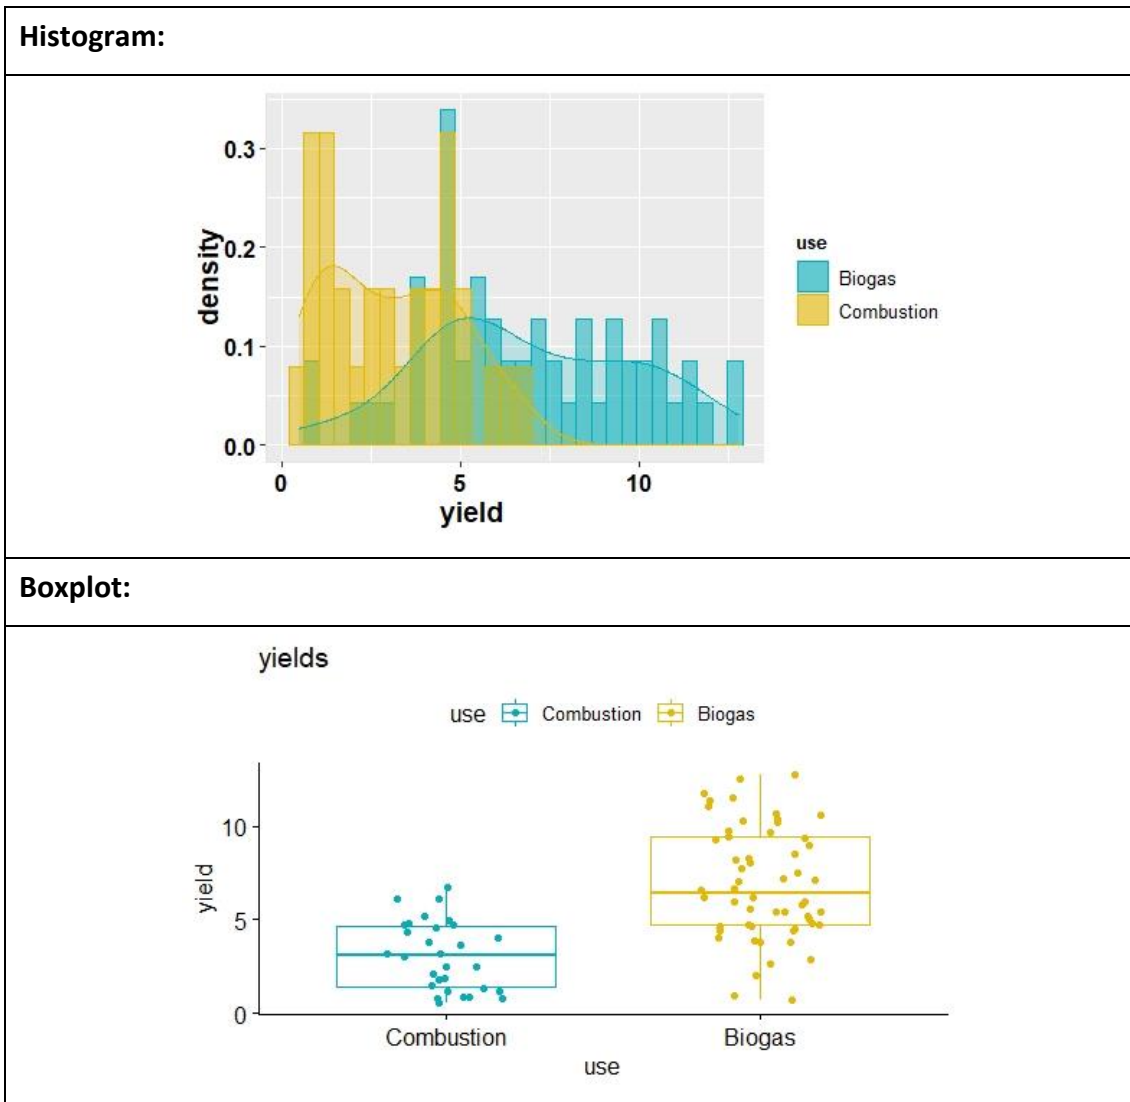 Histogram:
0.3
0.2
0.1
0.0
density
0 5 10
yield
use
Biogas
Combustion
Boxplot:
yields
use Combustion Biogas
10
5
0
yield
Combustion Biogas
use